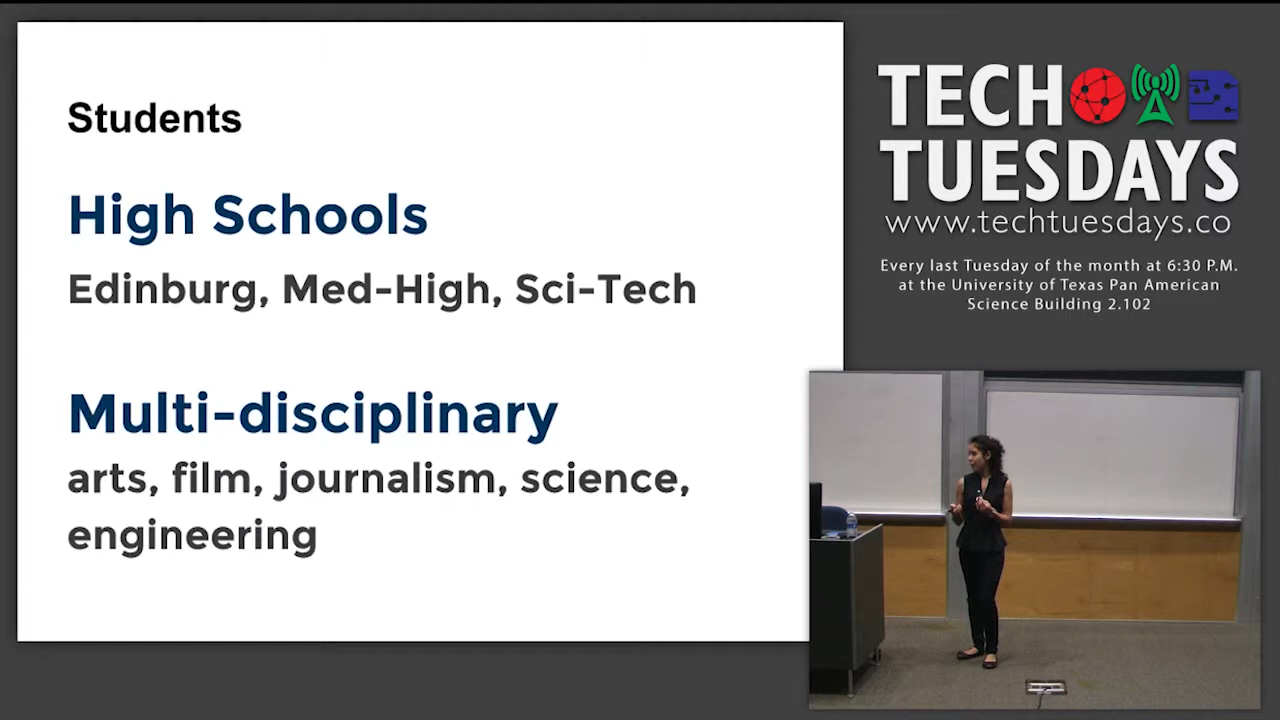 Students
High Schools
Edinburg, Med-High, Sci-Tech
Multi-disciplinary
arts, film, journalism, science,
engineering
TECH
TUESDAYS
www.techtuesdays.co
Every last Tuesday of the month at 6:30 P.M.
at the University of Texas Pan American
Science Building 2.102